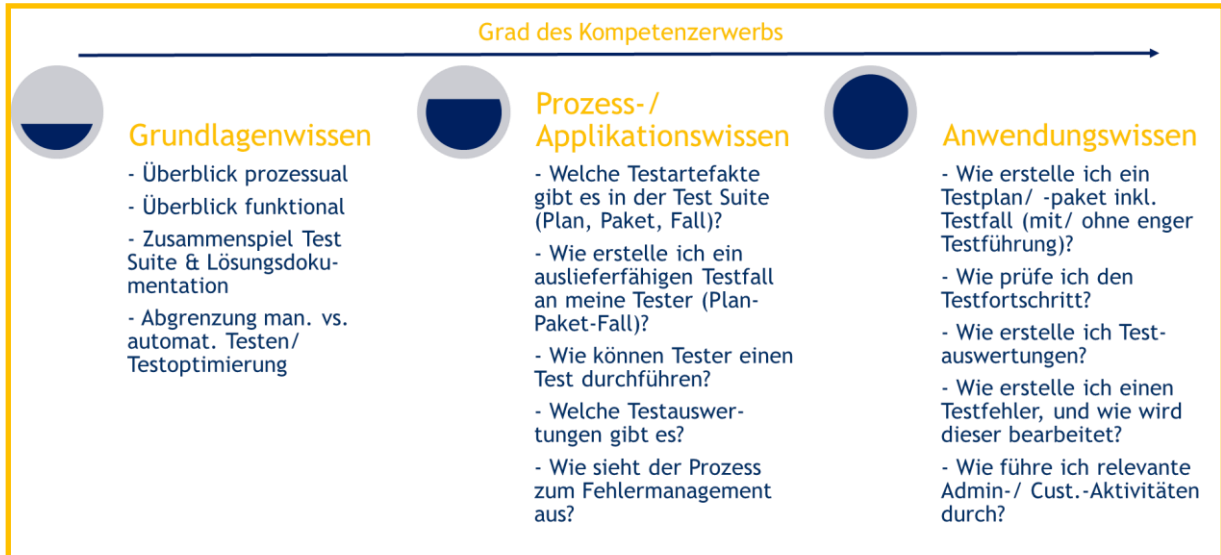 Grad des Kompetenzerwerbs
Grundlagenwissen
- Überblick prozessual
- Überblick funktional
- Zusammenspiel Test
Suite & Lösungsdoku-
mentation
- Abgrenzung man. vs.
automat. Testen/
Testoptimierung
Prozess-/
Applikationswissen
- Welche Testartefakte
gibt es in der Test Suite
(Plan, Paket, Fall)?
- Wie erstelle ich ein
auslieferfähigen Testfall
an meine Tester (Plan-
Paket-Fall)?
- Wie können Tester einen
Test durchführen?
- Welche Testauswer-
tungen gibt es?
- Wie sieht der Prozess
zum Fehlermanagement
aus?
Anwendungswissen
- Wie erstelle ich ein
Testplan/ -paket inkl.
Testfall (mit/ ohne enger
Testführung)?
- Wie prüfe ich den
Testfortschritt?
- Wie erstelle ich Test-
auswertungen?
- Wie erstelle ich einen
Testfehler, und wie wird
dieser bearbeitet?
- Wie führe ich relevante
Admin-/ Cust.-Aktivitäten
durch?